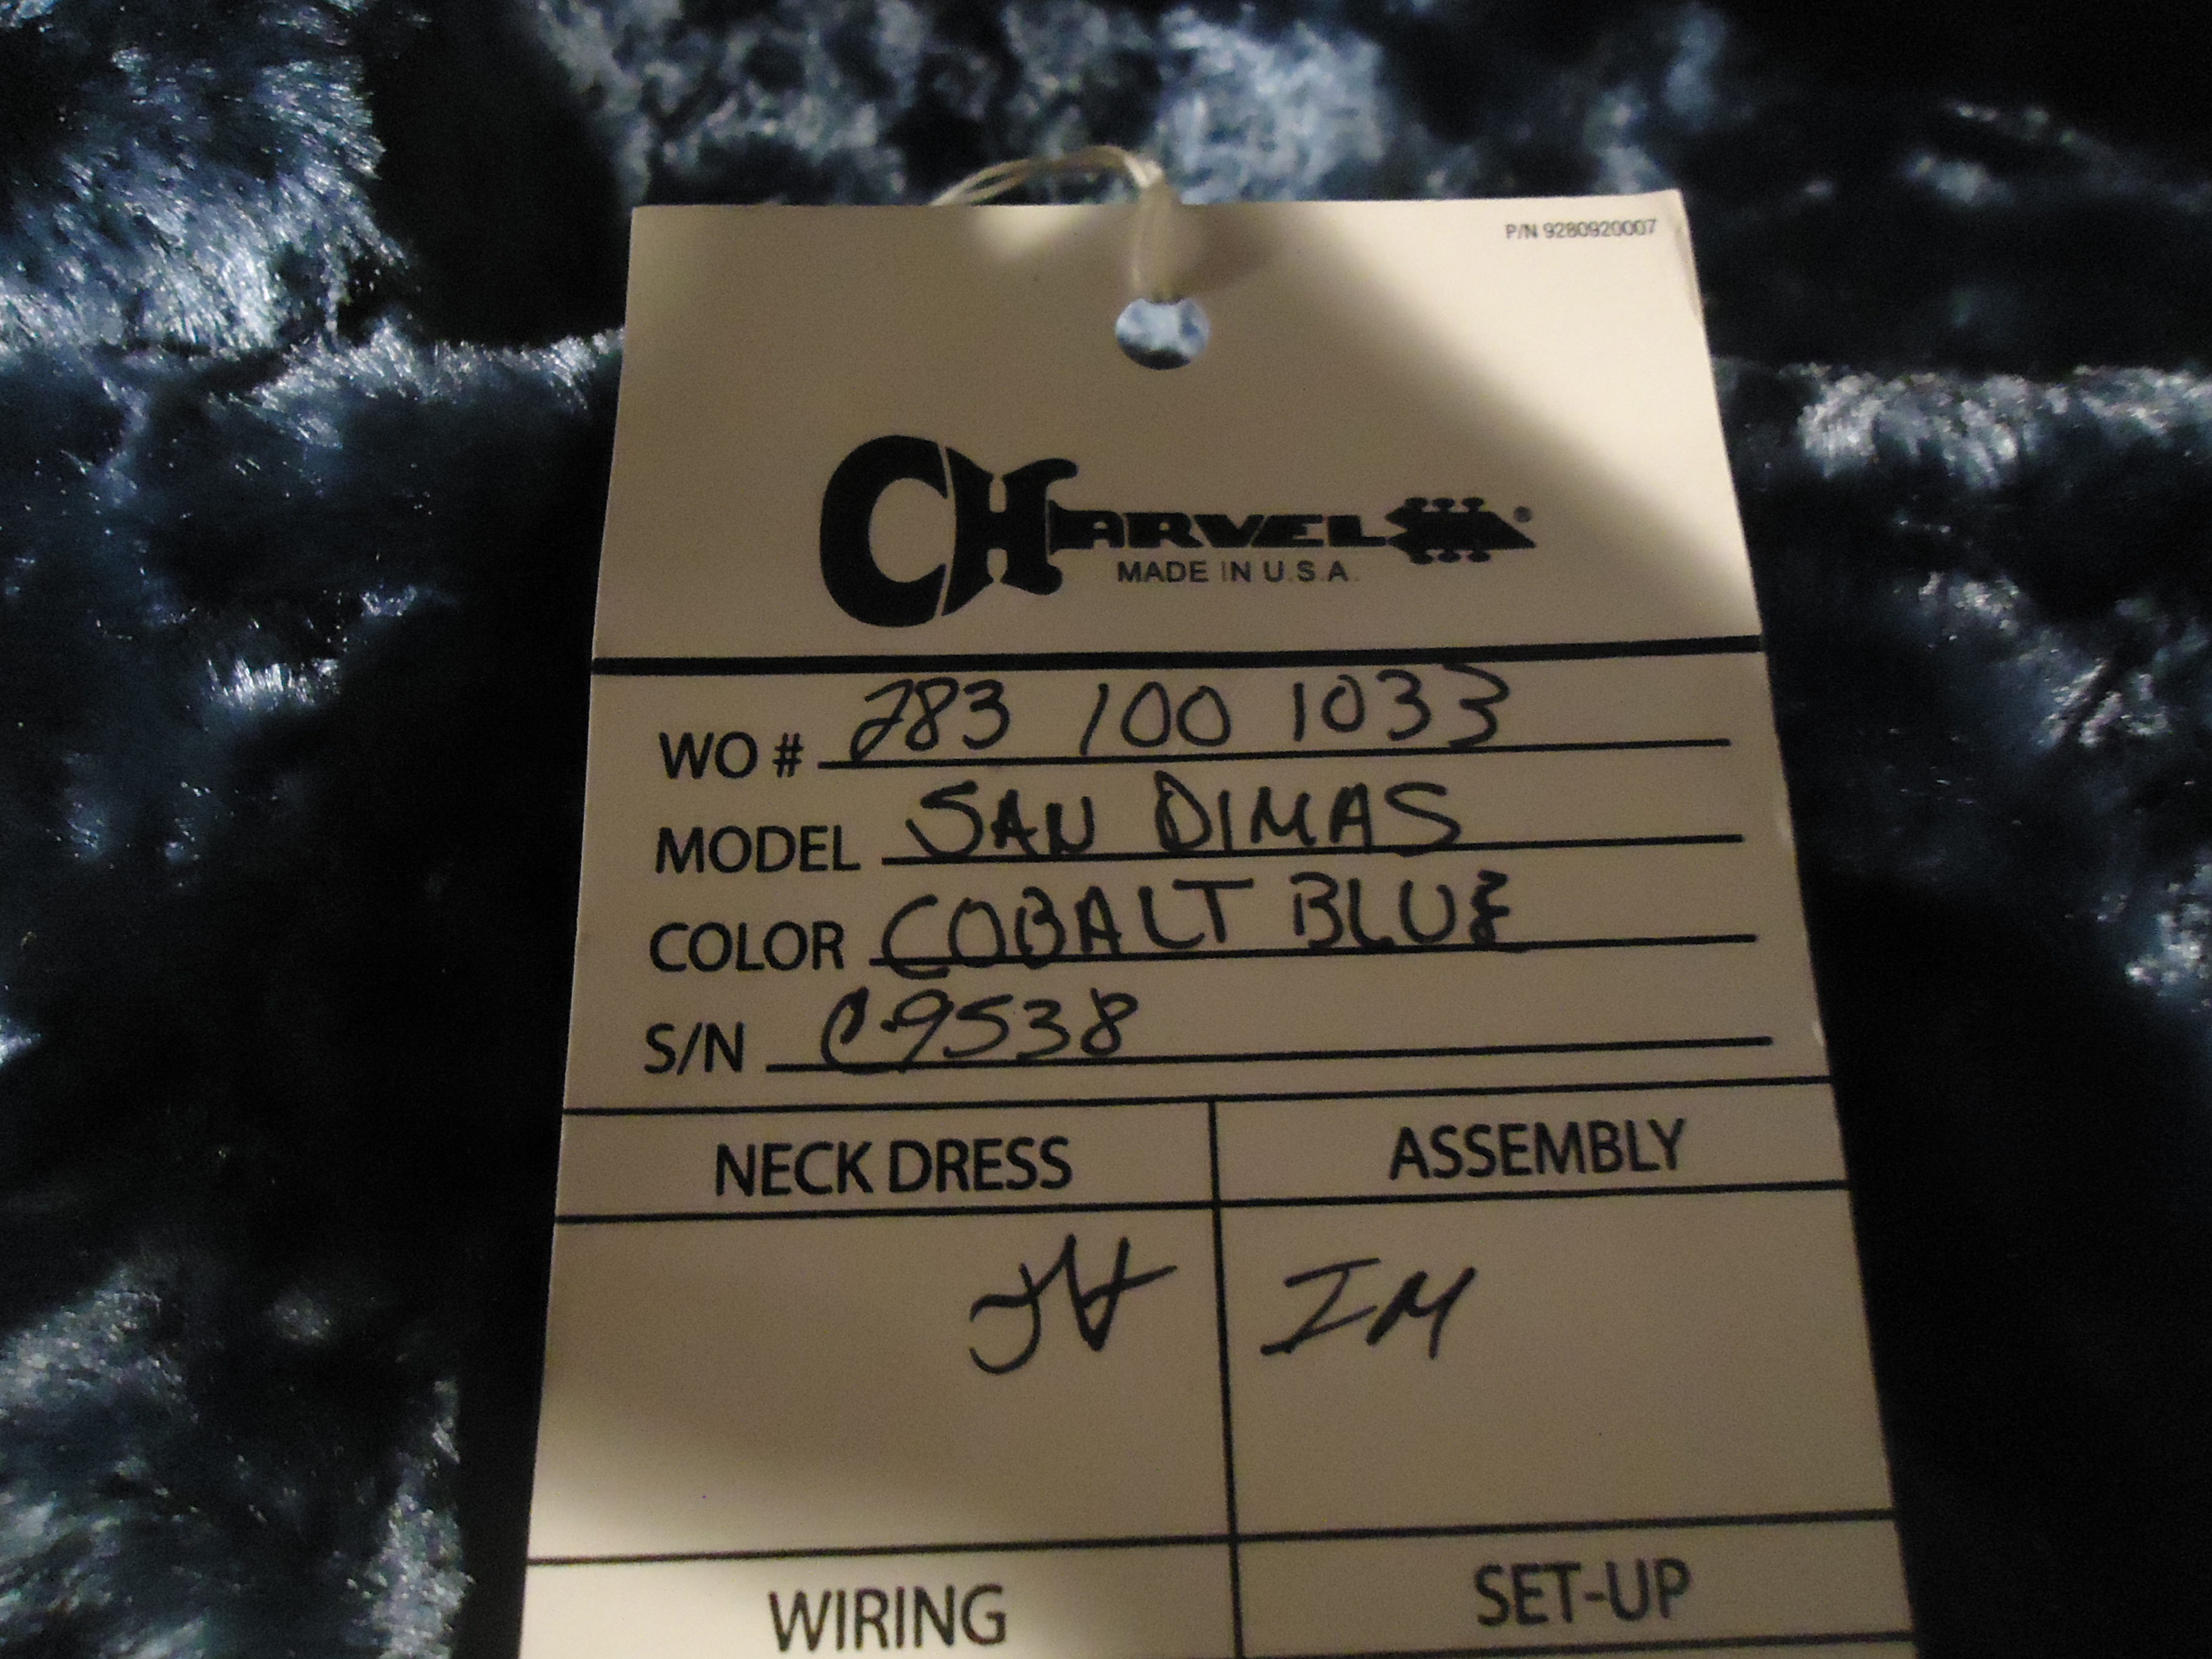 P/N 9280920007
CHARVEL®
MADE IN U.S.A.
WO # 283 100 1033
MODEL SAN DIMAS
COLOR COBALT BLUE
S/N C9538
NECK DRESS ASSEMBLY
IM
WIRING SET-UP